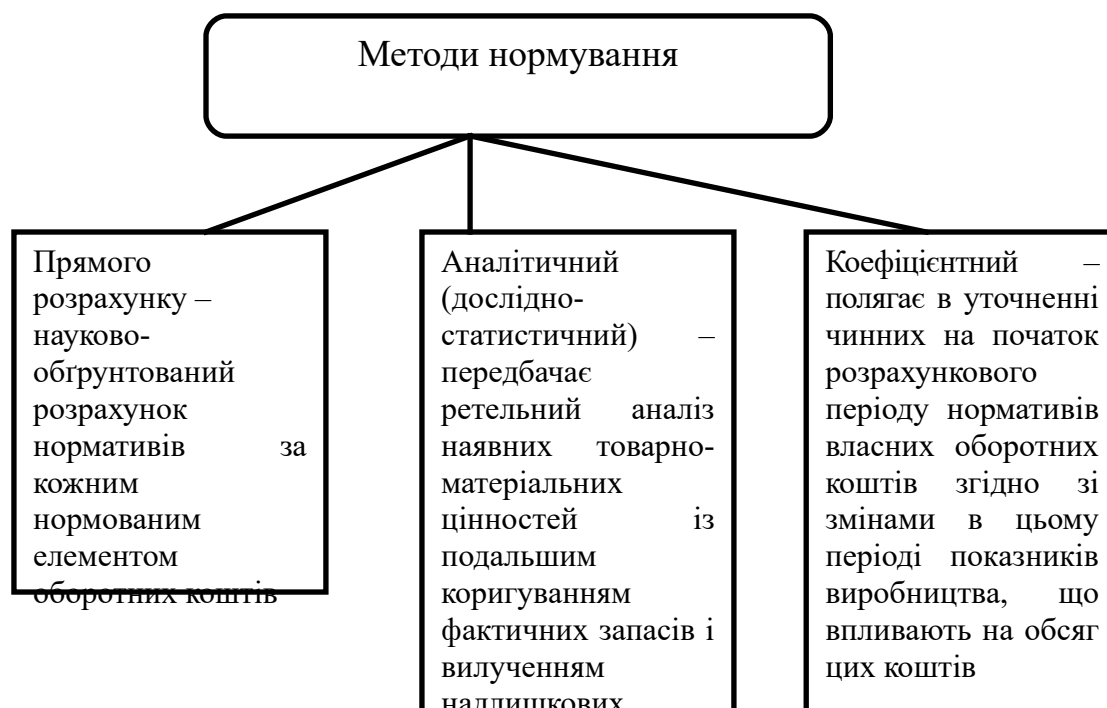 Методи нормування
Прямого
розрахунку –
науково-
обґрунтований
розрахунок
нормативів за
кожним
нормованим
елементом
оборотних коштів
Аналітичний
(дослідно-
статистичний) –
передбачає
ретельний аналіз
наявних товарно-
матеріальних
цінностей із
подальшим
коригуванням
фактичних запасів і
вилученням
надлишкових
Коефіцієнтний –
полягає в уточненні
чинних на початок
розрахункового
періоду нормативів
власних оборотних
коштів згідно зі
змінами в цьому
періоді показників
виробництва, що
впливають на обсяг
цих коштів